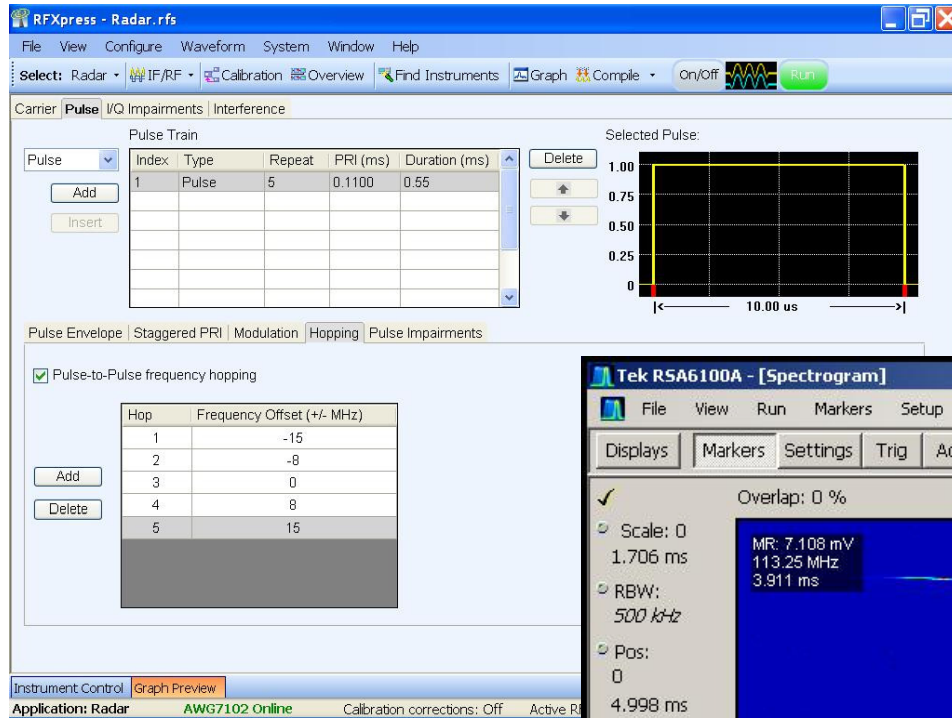 RFXpress - Radar.rfs
File View Configure Waveform System Window Help
Select: Radar IF/RF Calibration Overview Find Instruments Graph Compile On/Off Run
Carrier Pulse I/Q Impairments Interference
Pulse Train
Selected Pulse:
Pulse
Index Type Repeat PRI (ms) Duration (ms)
1 Pulse 5 0.1100 0.55
Add
Insert
Delete
1.00
0.75
0.50
0.25
0
10.00 us
Pulse Envelope Staggered PRI Modulation Hopping Pulse Impairments
Pulse-to-Pulse frequency hopping
Hop Frequency Offset (+/- MHz)
1 -15
2 -8
3 0
4 8
5 15
Add
Delete
Tek RSA6100A - [Spectrogram]
File View Run Markers Setup
Displays Markers Settings Trig
Overlap: 0 %
Scale: 0
1.706 ms
RBW:
500 kHz
Pos:
0
4.998 ms
MR: 7.108 mV
113.25 MHz
3.911 ms
Instrument Control Graph Preview
Application: Radar AWG7102 Online Calibration corrections: Off Active